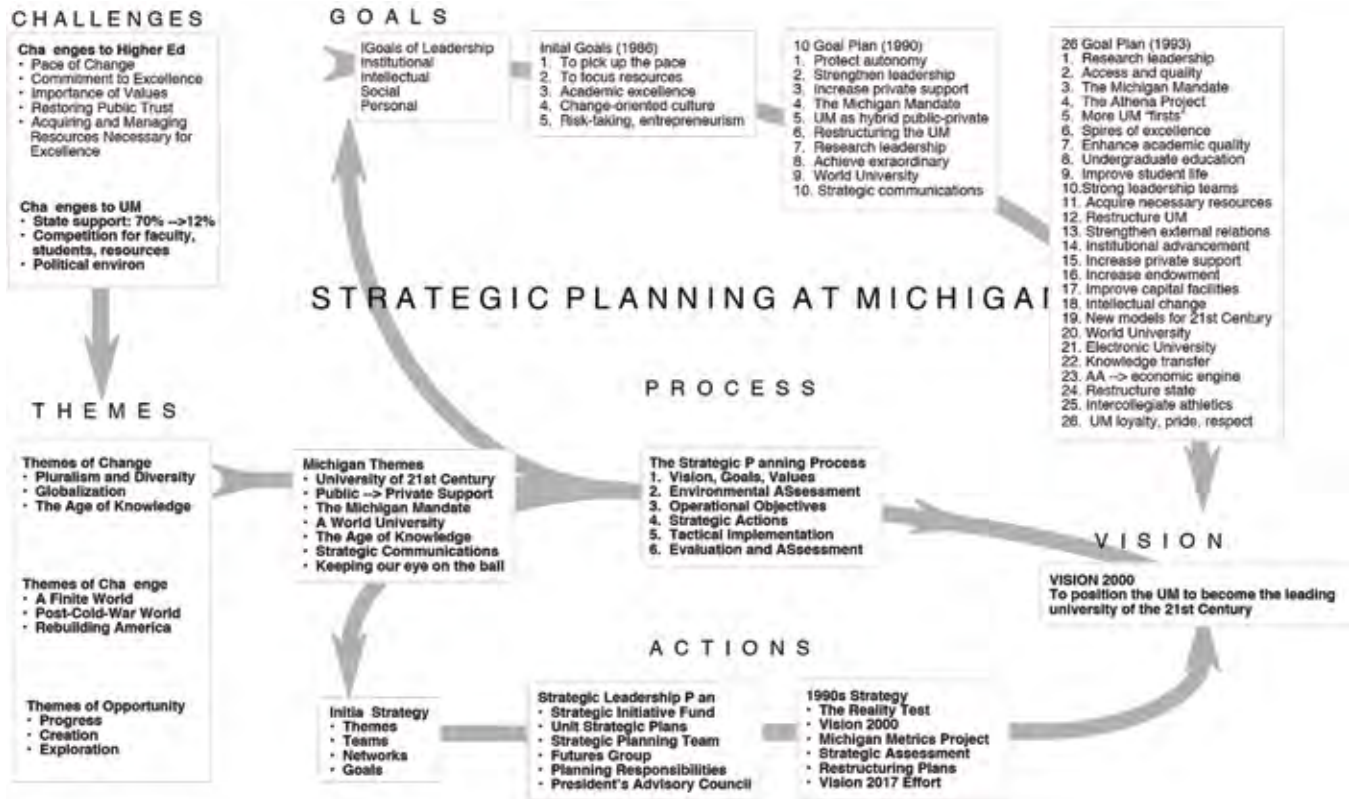 CHALLENGES
Cha enges to Higher Ed
· Pace of Change
· Commitment to Excellence
· Importance of Values
· Restoring Public Trust
· Acquiring and Managing
Resources Necessary for
Excellence
Cha enges to UM
· State support: 70% -->12%
· Competition for faculty,
students, resources
· Political environ
GOALS
lGoals of Leadership
Institutional
Intellectual
Social
Personal
Inital Goals (1986)
1. To pick up the pace
2. To focus resources
3. Academic excellence
4. Change-oriented culture
5. Risk-taking, entrepreneurism
10 Goal Plan (1990)
1. Protect autonomy
2. Strengthen leadership
3. Increase private support
4. The Michigan Mandate
5. UM as hybrid public-private
6. Restructuring the UM
7. Research leadership
8. Achieve extraordinary
9. World University
10. Strategic communications
26 Goal Plan (1993)
1. Research leadership
2. Access and quality
3. The Michigan Mandate
4. The Athena Project
5. More UM "firsts"
6. Spires of excellence
7. Enhance academic quality
8. Undergraduate education
9. Improve student life
10. Strong leadership teams
11. Acquire necessary resources
12. Restructure UM
13. Strengthen external relations
14. Institutional advancement
15. Increase private support
16. Increase endowment
17. Improve capital facilities
18. Intellectual change
19. New models for 21st Century
20. World University
21. Electronic University
22. Knowledge transfer
23. AA --> economic engine
24. Restructure state
25. Intercollegiate athletics
26. UM loyalty, pride, respect
STRATEGIC PLANNING AT MICHIGAI
THEMES
Themes of Change
· Pluralism and Diversity
· Globalization
· The Age of Knowledge
Themes of Cha enge
· A Finite World
· Post-Cold-War World
· Rebuilding America
Themes of Opportunity
· Progress
· Creation
· Exploration
Michigan Themes
· University of 21st Century
· Public --> Private Support
· The Michigan Mandate
· A World University
· The Age of Knowledge
· Strategic Communications
· Keeping our eye on the ball
PROCESS
The Strategic P anning Process
1. Vision, Goals, Values
2. Environmental ASsessment
3. Operational Objectives
4. Strategic Actions
5. Tactical Implementation
6. Evaluation and ASsessment
VISION
VISION 2000
To position the UM to become the leading
university of the 21st Century
ACTIONS
Initia Strategy
· Themes
· Teams
· Networks
· Goals
Strategic Leadership P an
· Strategic Initiative Fund
· Unit Strategic Plans
· Strategic Planning Team
· Futures Group
· Planning Responsibilities
· President's Advisory Council
1990s Strategy
· The Reality Test
· Vision 2000
· Michigan Metrics Project
· Strategic Assessment
· Restructuring Plans
· Vision 2017 Effort